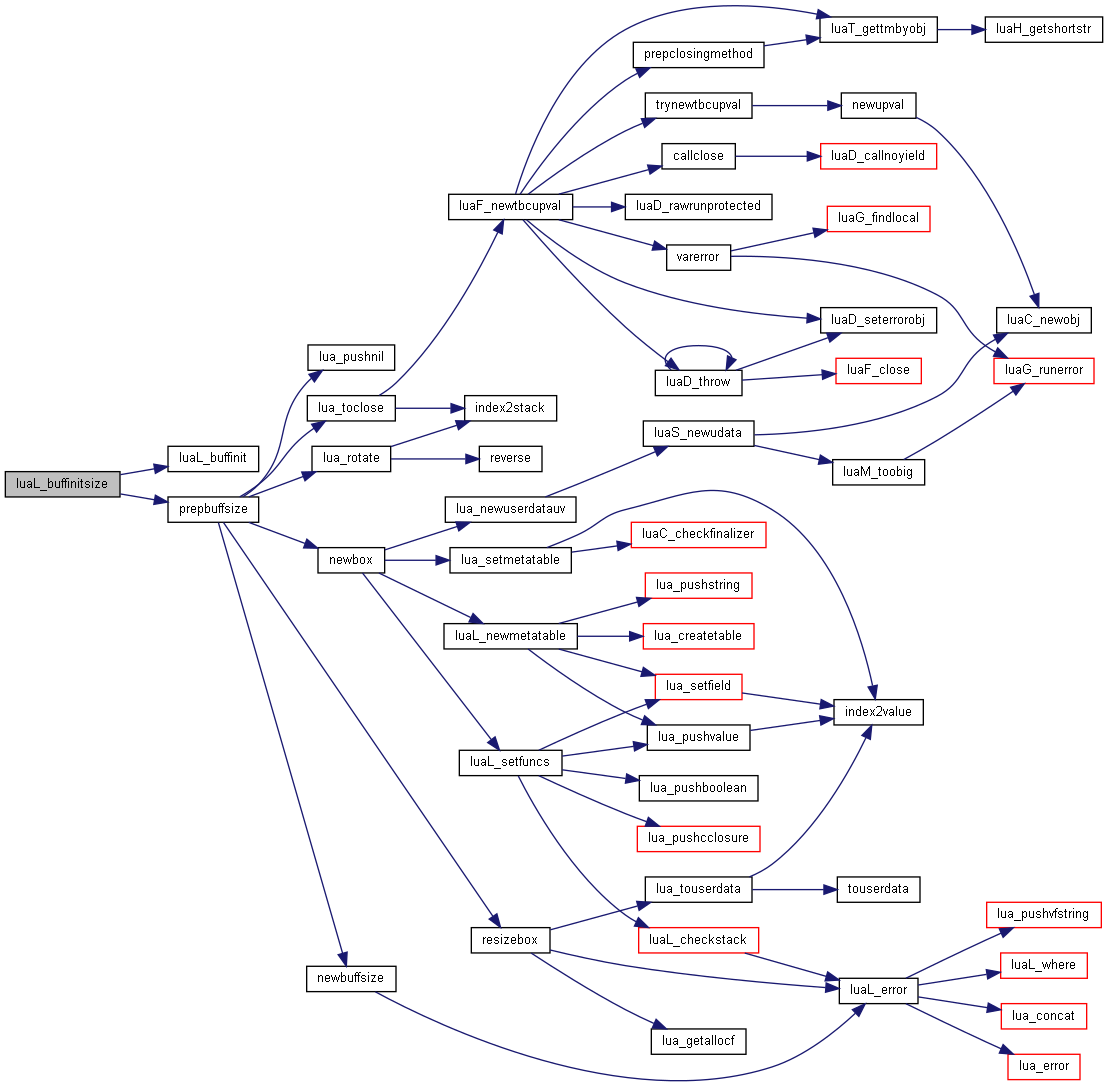 luaT_gettmbyobj
luaH_getshortstr
prepclosingmethod
trynewtbcupval
newupval
callclose
luaD_callnoyield
luaF_newtbcupval
luaD_rawrunprotected
luaG_findlocal
varerror
luaD_seterrorobj
luaC_newobj
lua_pushnil
luaD_throw
luaF_close
luaG_runerror
lua_toclose
index2stack
luaS_newudata
luaL_buffinit
lua_rotate
reverse
luaM_toobig
luaL_buffinitsize
prepbuffsize
lua_newuserdatauv
luaC_checkfinalizer
newbox
lua_setmetatable
lua_pushstring
luaL_newmetatable
lua_createtable
lua_setfield
index2value
lua_pushvalue
luaL_setfuncs
lua_pushboolean
lua_pushcclosure
lua_touserdata
touserdata
lua_pushvfstring
resizebox
luaL_checkstack
luaL_where
newbuffsize
luaL_error
lua_concat
lua_getallocf
lua_error